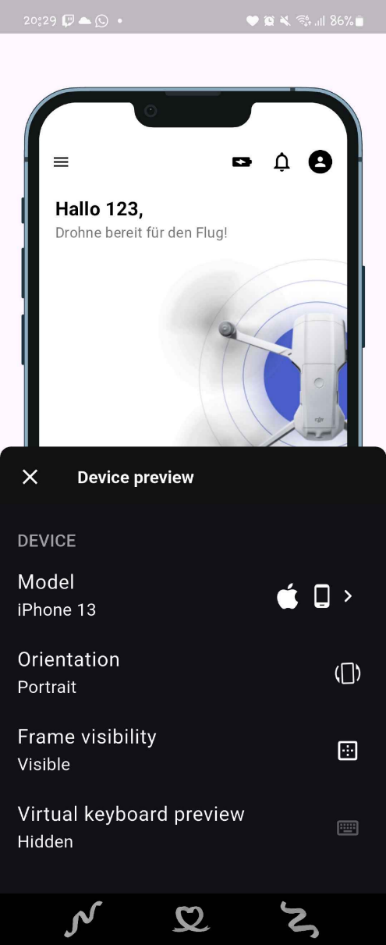 20:29 86%
Hallo 123,
Drohne bereit für den Flug!
dji
Device preview
DEVICE
Model
iPhone 13
Orientation
Portrait
Frame visibility
Visible
Virtual keyboard preview
Hidden